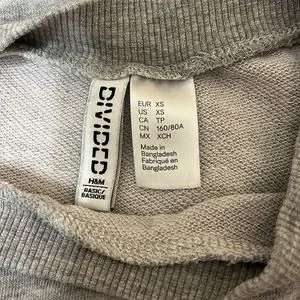 DIVIDED
H&M
BASIC/
BASIQUE
EUR XS
US XS
CA TP
CN 160/80A
MX XCH
Made in
Bangladesh
Fabriqué en
Bangladesh